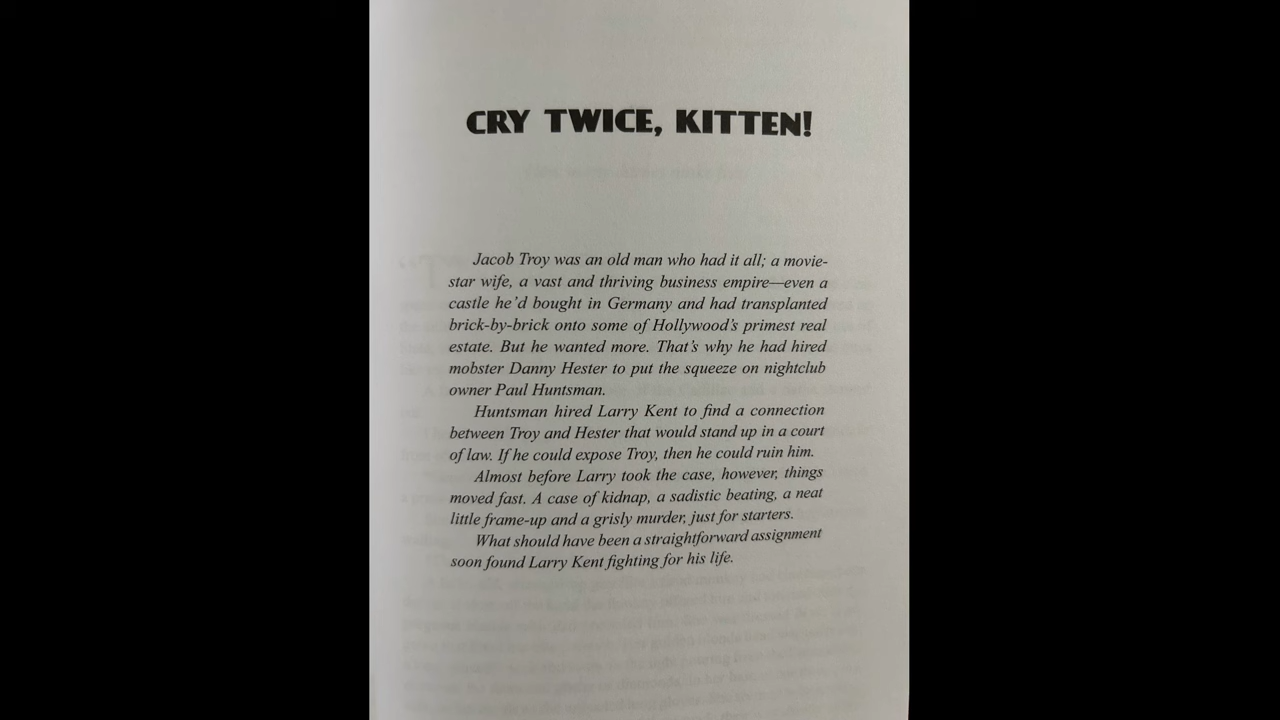 CRY TWICE, KITTEN!
Jacob Troy was an old man who had it all; a movie-
star wife, a vast and thriving business empire—even a
castle he'd bought in Germany and had transplanted
brick-by-brick onto some of Hollywood's primest real
estate. But he wanted more. That's why he had hired
mobster Danny Hester to put the squeeze on nightclub
owner Paul Huntsman.
Huntsman hired Larry Kent to find a connection
between Troy and Hester that would stand up in a court
of law. If he could expose Troy, then he could ruin him.
Almost before Larry took the case, however, things
moved fast. A case of kidnap, a sadistic beating, a neat
little frame-up and a grisly murder, just for starters.
What should have been a straightforward assignment
soon found Larry Kent fighting for his life.